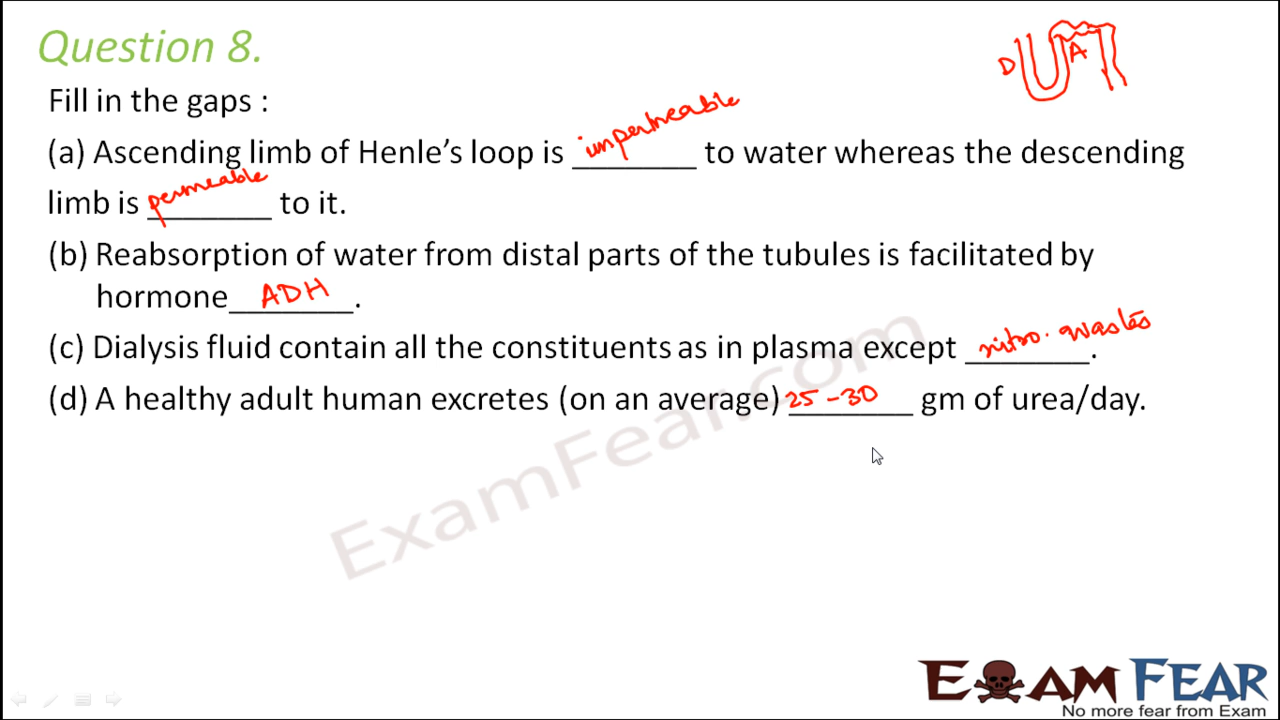 Question 8.
D A
Fill in the gaps :
(a) Ascending limb of Henle's loop is impermeable to water whereas the descending
limb is permeable to it.
(b) Reabsorption of water from distal parts of the tubules is facilitated by
hormone ADH.
(c) Dialysis fluid contain all the constituents as in plasma except nitro. wastes.
(d) A healthy adult human excretes (on an average) 25-30 gm of urea/day.
ExamFear.com
EXAM FEAR
No more fear from Exam